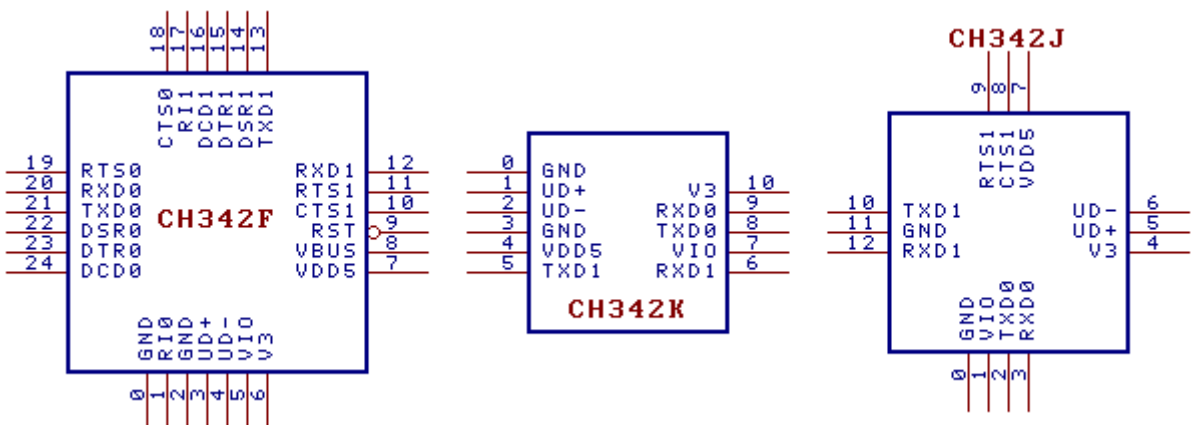 CH342J
18 17 16 15 14 13
9 8 7
CTS0 RI1 DCD1 DTR1 DSR1 TXD1
RTS1 CTS1 VDD5
19 RTS0 RXD1 12
20 RXD0 RTS1 11
21 TXD0 CTS1 10
22 DSR0 CH342F RST 9
23 DTR0 VBUS 8
24 DCD0 VDD5 7
GND RI0 GND UD+ UD- VIO V3
0 1 2 3 4 5 6
0 GND
1 UD+ V3 10
2 UD- RXD0 9
3 GND TXD0 8
4 VDD5 VIO 7
5 TXD1 RXD1 6
CH342K
10 TXD1 UD- 6
11 GND UD+ 5
12 RXD1 V3 4
GND VIO TXD0 RXD0
0 1 2 3